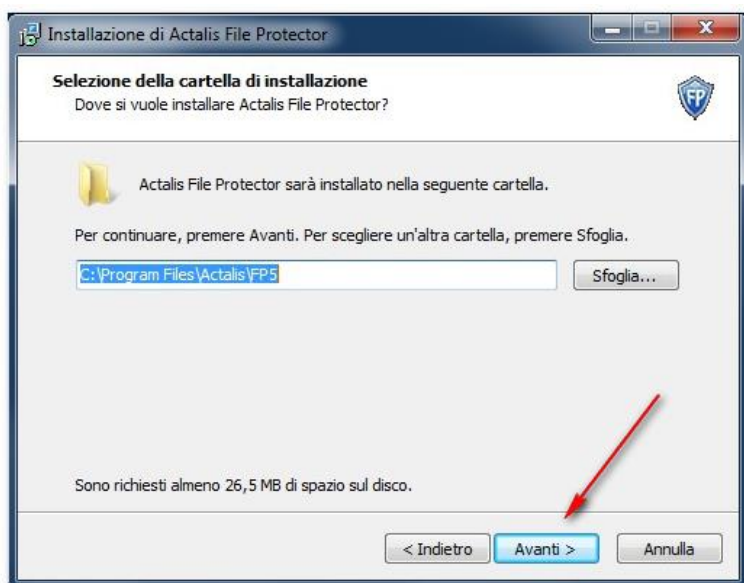 Installazione di Actalis File Protector
Selezione della cartella di installazione
Dove si vuole installare Actalis File Protector?
FP
Actalis File Protector sarà installato nella seguente cartella.
Per continuare, premere Avanti. Per scegliere un'altra cartella, premere Sfoglia.
C:\Program Files\Actalis\FP5
Sfoglia...
Sono richiesti almeno 26,5 MB di spazio sul disco.
< Indietro
Avanti >
Annulla